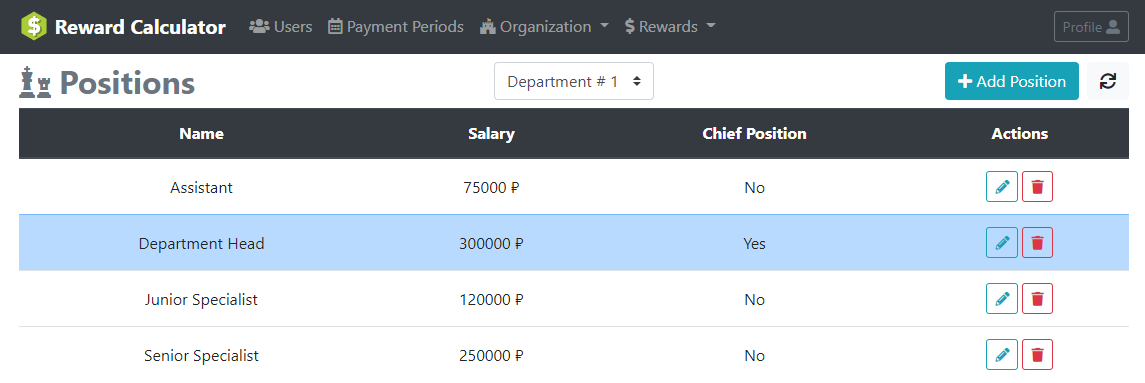 Reward Calculator Users Payment Periods Organization Rewards Profile
Positions Department # 1 Add Position
Name Salary Chief Position Actions
Assistant 75000 ₽ No
Department Head 300000 ₽ Yes
Junior Specialist 120000 ₽ No
Senior Specialist 250000 ₽ No